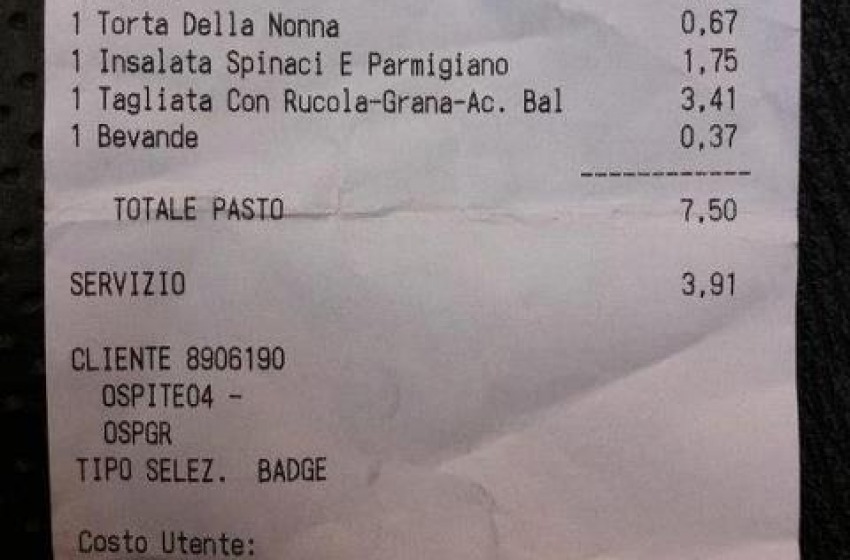 1 Torta Della Nonna 0,67
1 Insalata Spinaci E Parmigiano 1,75
1 Tagliata Con Rucola-Grana-Ac. Bal 3,41
1 Bevande 0,37
------------
TOTALE PASTO 7,50
SERVIZIO 3,91
CLIENTE 8906190
OSPITE04 -
OSPGR
TIPO SELEZ. BADGE
Costo Utente: